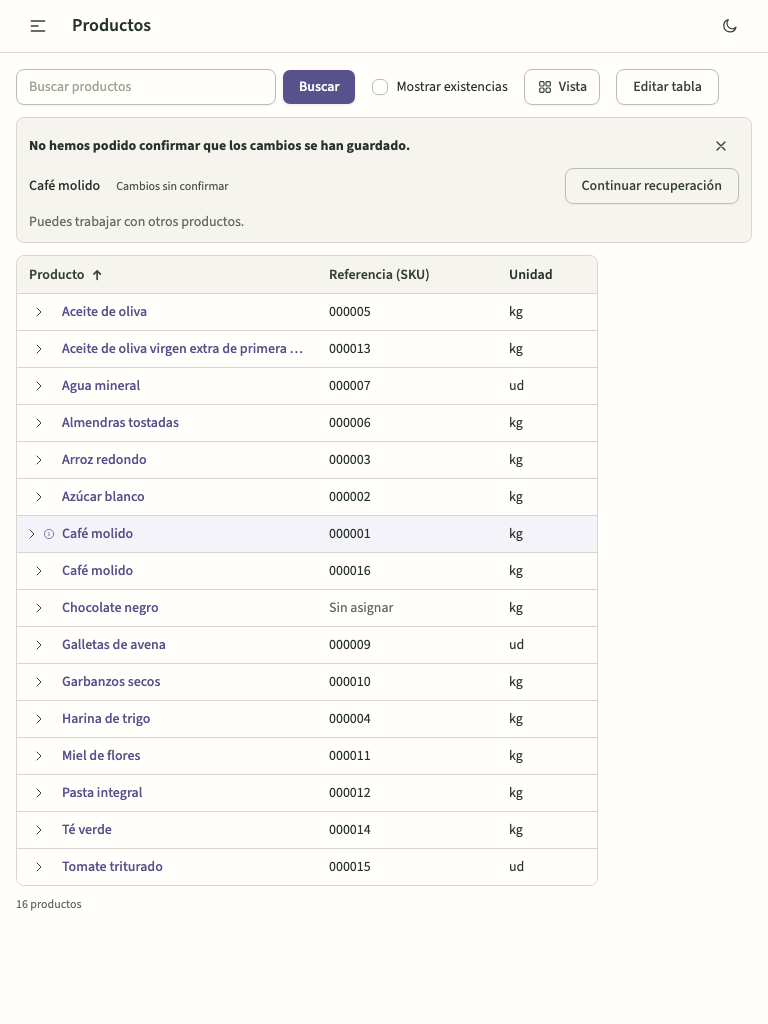 Productos
Buscar productos Buscar Mostrar existencias Vista Editar tabla
No hemos podido confirmar que los cambios se han guardado.
Café molido Cambios sin confirmar Continuar recuperación
Puedes trabajar con otros productos.
Producto Referencia (SKU) Unidad
Aceite de oliva 000005 kg
Aceite de oliva virgen extra de primera … 000013 kg
Agua mineral 000007 ud
Almendras tostadas 000006 kg
Arroz redondo 000003 kg
Azúcar blanco 000002 kg
Café molido 000001 kg
Café molido 000016 kg
Chocolate negro Sin asignar kg
Galletas de avena 000009 ud
Garbanzos secos 000010 kg
Harina de trigo 000004 kg
Miel de flores 000011 kg
Pasta integral 000012 kg
Té verde 000014 kg
Tomate triturado 000015 ud
16 productos